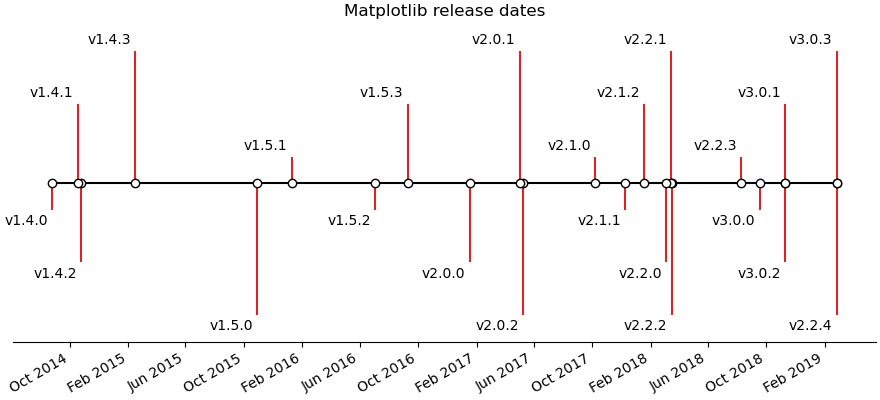 Matplotlib release dates
v1.4.3
v2.0.1
v2.2.1
v3.0.3
v1.4.1
v1.5.3
v2.1.2
v3.0.1
v1.5.1
v2.1.0
v2.2.3
v1.4.0
v1.5.2
v2.1.1
v3.0.0
v1.4.2
v2.0.0
v2.2.0
v3.0.2
v1.5.0
v2.0.2
v2.2.2
v2.2.4
Oct 2014
Feb 2015
Jun 2015
Oct 2015
Feb 2016
Jun 2016
Oct 2016
Feb 2017
Jun 2017
Oct 2017
Feb 2018
Jun 2018
Oct 2018
Feb 2019